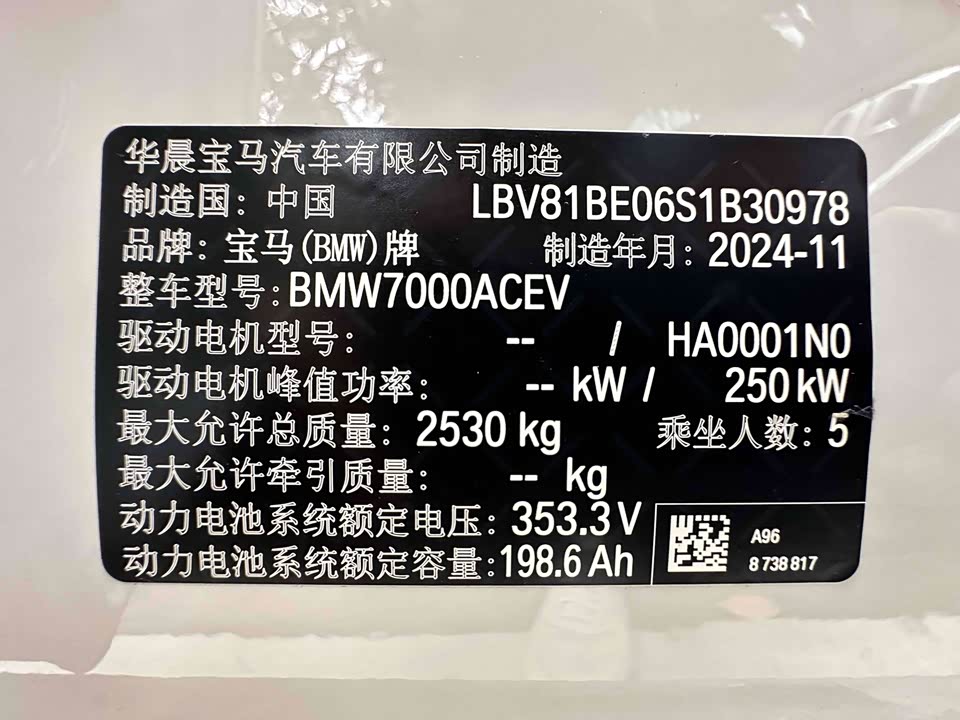 华晨宝马汽车有限公司制造
制造国：中国 LBV81BE06S1B30978
品牌：宝马(BMW)牌 制造年月：2024-11
整车型号：BMW7000ACEV
驱动电机型号： -- / HA0001N0
驱动电机峰值功率： -- kW / 250 kW
最大允许总质量：2530 kg 乘坐人数：5
最大允许牵引质量： -- kg
动力电池系统额定电压：353.3 V
动力电池系统额定容量：198.6 Ah
A96
8 738 817